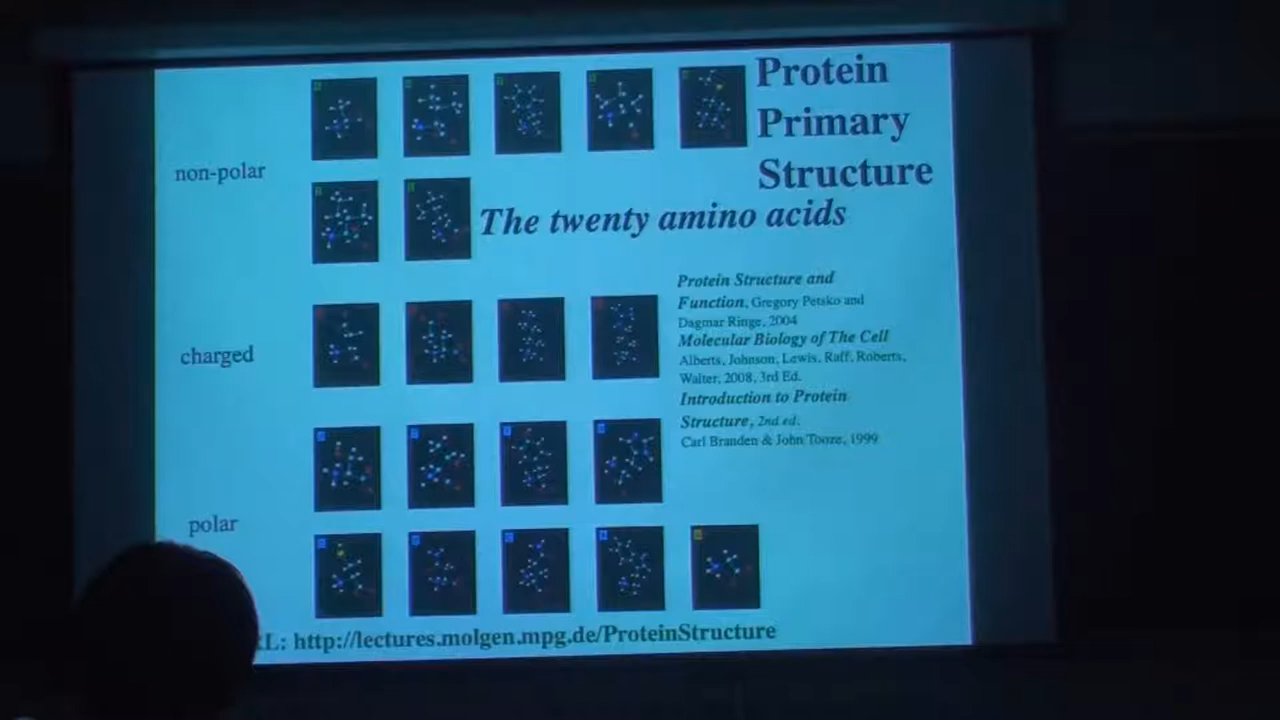 Protein
Primary
Structure
non-polar
The twenty amino acids
Protein Structure and
Function, Gregory Petsko and
Dagmar Ringe, 2004
Molecular Biology of The Cell
Alberts, Johnson, Lewis, Raff, Roberts,
Walter, 2008, 3rd Ed.
Introduction to Protein
Structure, 2nd ed.
Carl Branden & John Tooze, 1999
charged
polar
http://lectures.molgen.mpg.de/ProteinStructure